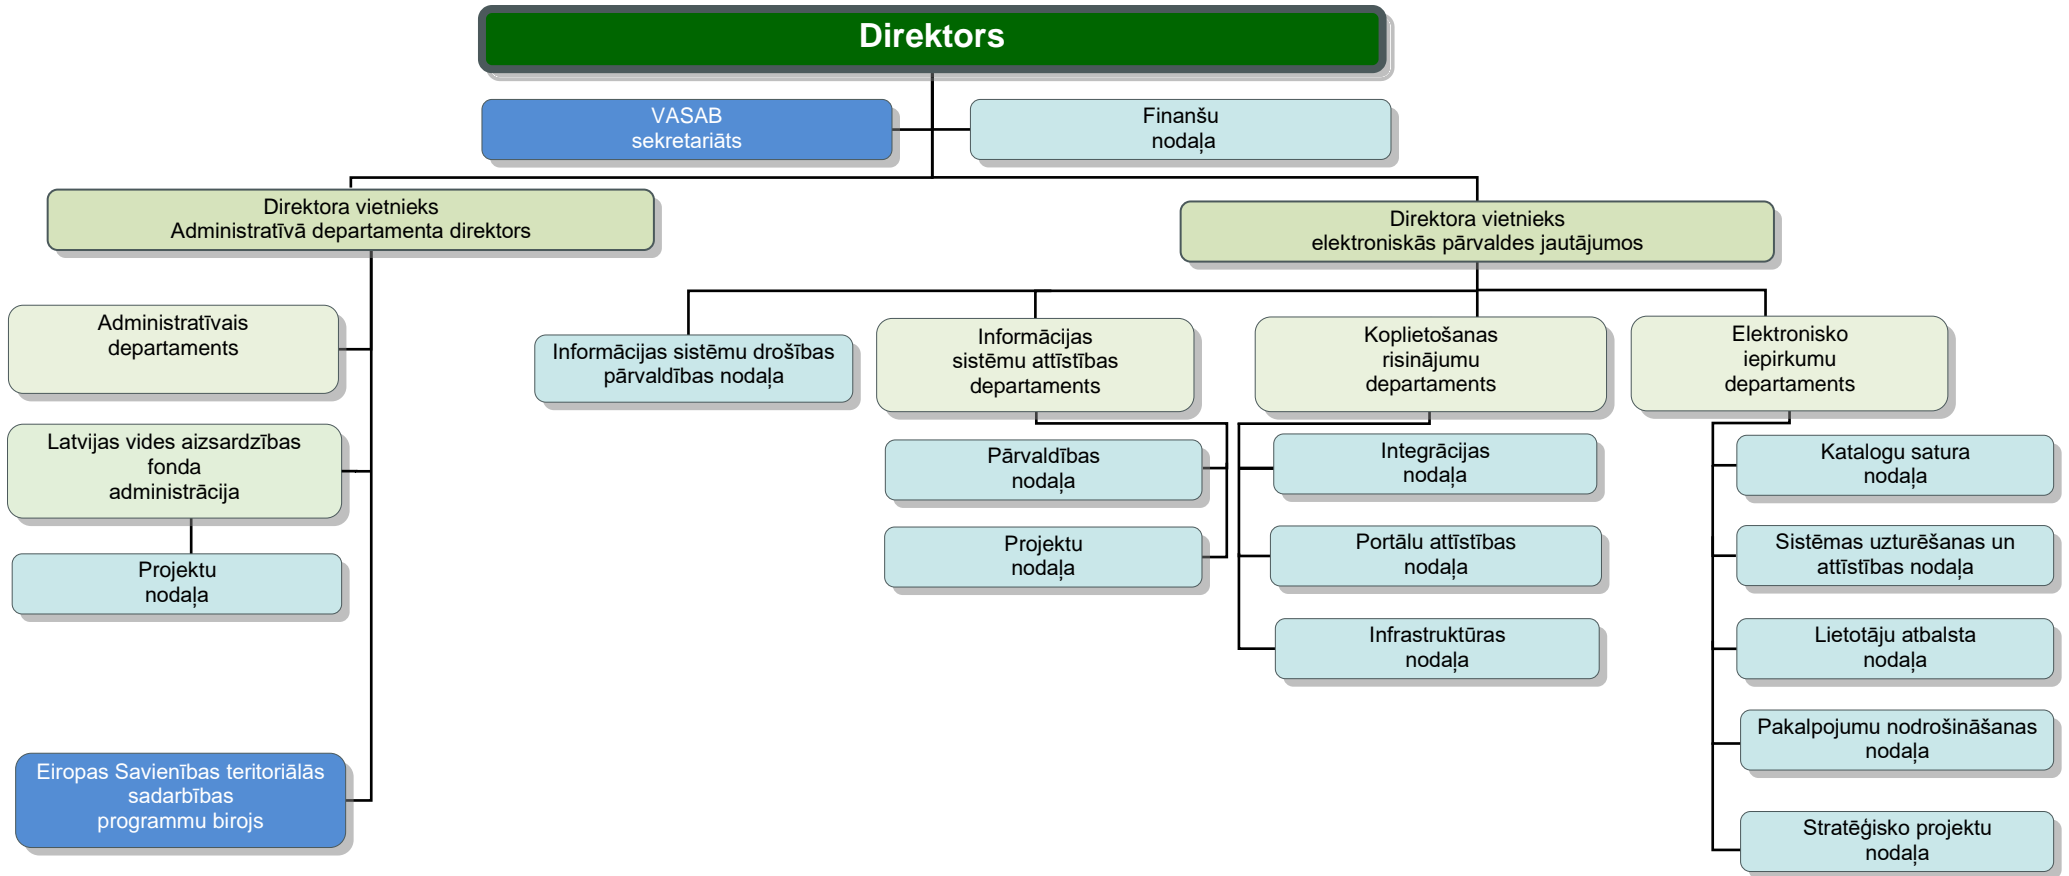 Direktors
VASAB
sekretariāts
Finanšu
nodaļa
Direktora vietnieks
Administratīvā departamenta direktors
Direktora vietnieks
elektroniskās pārvaldes jautājumos
Administratīvais
departaments
Latvijas vides aizsardzības
fonda
administrācija
Projektu
nodaļa
Eiropas Savienības teritoriālās
sadarbības
programmu birojs
Informācijas sistēmu drošības
pārvaldības nodaļa
Informācijas
sistēmu attīstības
departaments
Pārvaldības
nodaļa
Projektu
nodaļa
Koplietošanas
risinājumu
departaments
Integrācijas
nodaļa
Portālu attīstības
nodaļa
Infrastruktūras
nodaļa
Elektronisko
iepirkumu
departaments
Katalogu satura
nodaļa
Sistēmas uzturēšanas un
attīstības nodaļa
Lietotāju atbalsta
nodaļa
Pakalpojumu nodrošināšanas
nodaļa
Stratēģisko projektu
nodaļa